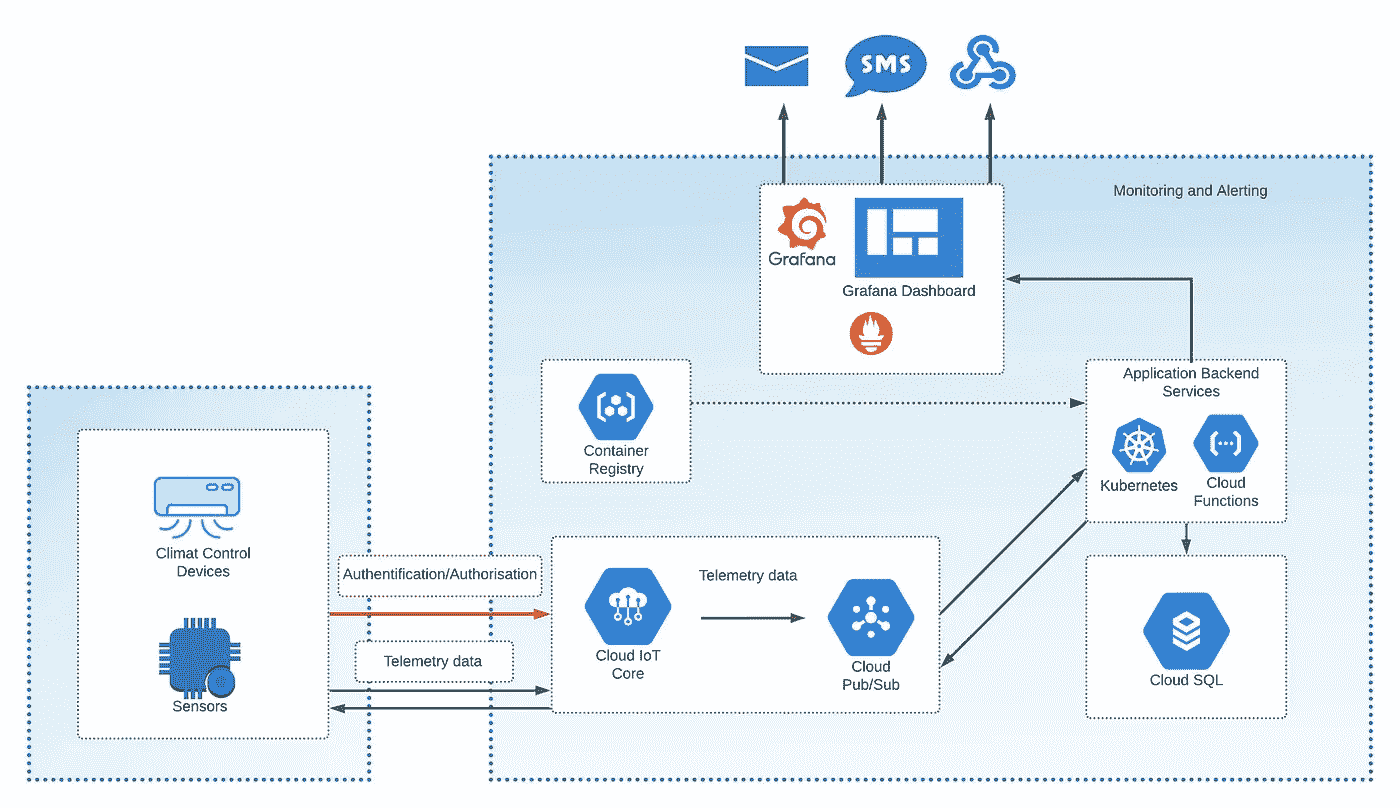 SMS
Monitoring and Alerting
Grafana
Grafana Dashboard
Application Backend
Services
Kubernetes
Cloud
Functions
Container
Registry
Climat Control
Devices
Sensors
Authentification/Authorisation
Telemetry data
Cloud IoT
Core
Telemetry data
Cloud
Pub/Sub
Cloud SQL